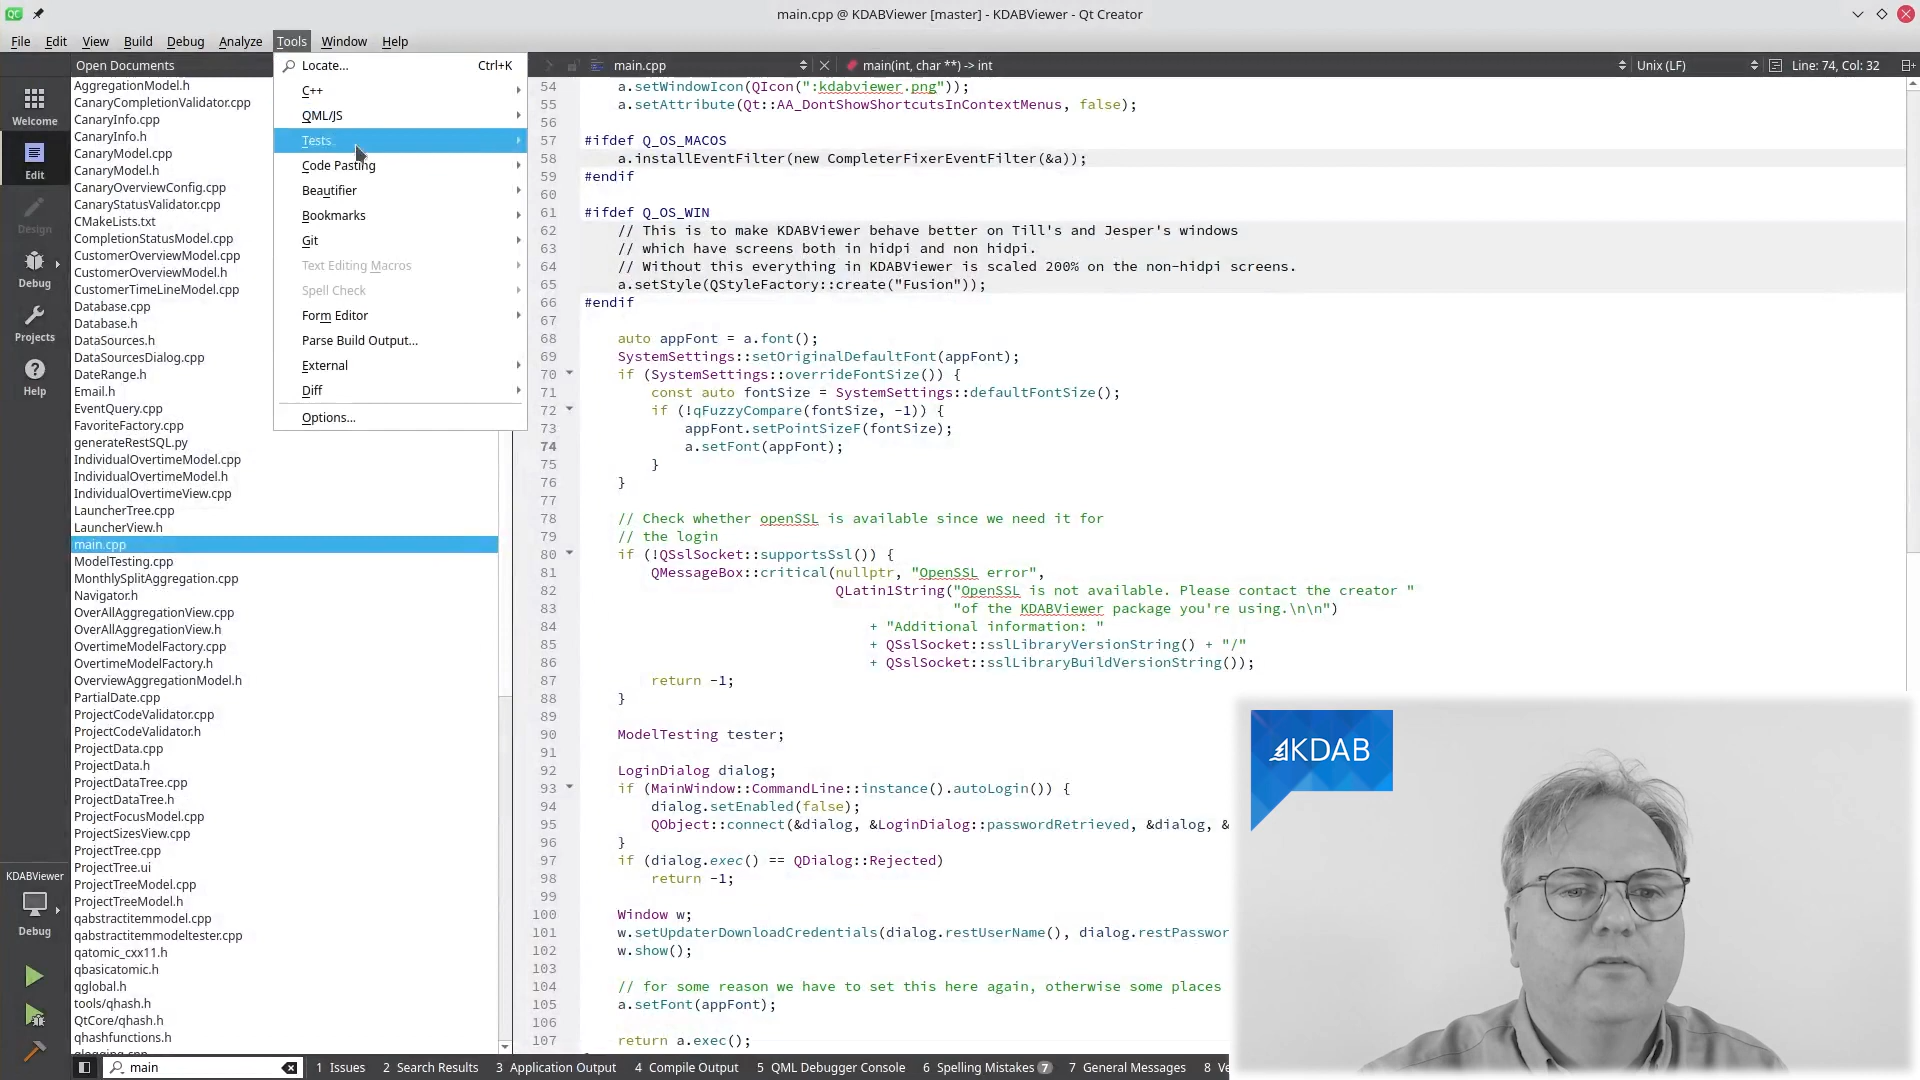 main.cpp @ KDABViewer [master] - KDABViewer - Qt Creator
File Edit View Build Debug Analyze Tools Window Help
Open Documents
main.cpp
main(int, char **) -> int
Unix (LF)
Line: 74, Col: 32
Welcome
Edit
Design
Debug
Projects
Help
KDABViewer
Debug
AggregationModel.h
CanaryCompletionValidator.cpp
CanaryInfo.cpp
CanaryInfo.h
CanaryModel.cpp
CanaryModel.h
CanaryOverviewConfig.cpp
CanaryStatusValidator.cpp
CMakeLists.txt
CompletionStatusModel.cpp
CustomerOverviewModel.cpp
CustomerOverviewModel.h
CustomerTimeLineModel.cpp
Database.cpp
Database.h
DataSources.h
DataSourcesDialog.cpp
DateRange.h
Email.h
EventQuery.cpp
FavoriteFactory.cpp
generateRestSQL.py
IndividualOvertimeModel.cpp
IndividualOvertimeModel.h
IndividualOvertimeView.cpp
LauncherTree.cpp
LauncherView.h
main.cpp
ModelTesting.cpp
MonthlySplitAggregation.cpp
Navigator.h
OverAllAggregationView.cpp
OverAllAggregationView.h
OvertimeModelFactory.cpp
OvertimeModelFactory.h
OverviewAggregationModel.h
PartialDate.cpp
ProjectCodeValidator.cpp
ProjectCodeValidator.h
ProjectData.cpp
ProjectData.h
ProjectDataTree.cpp
ProjectDataTree.h
ProjectFocusModel.cpp
ProjectSizesView.cpp
ProjectTree.cpp
ProjectTree.ui
ProjectTreeModel.cpp
ProjectTreeModel.h
qabstractitemmodel.cpp
qabstractitemmodeltester.cpp
qatomic_cxx11.h
qbasicatomic.h
qglobal.h
tools/qhash.h
QtCore/qhash.h
qhashfunctions.h
Locate... Ctrl+K
C++
QML/JS
Tests
Code Pasting
Beautifier
Bookmarks
Git
Text Editing Macros
Spell Check
Form Editor
Parse Build Output...
External
Diff
Options...
54 a.setWindowIcon(QIcon(":kdabviewer.png"));
55 a.setAttribute(Qt::AA_DontShowShortcutsInContextMenus, false);
56
57 #ifdef Q_OS_MACOS
58 a.installEventFilter(new CompleterFixerEventFilter(&a));
59 #endif
60
61 #ifdef Q_OS_WIN
62 // This is to make KDABViewer behave better on Till's and Jesper's windows
63 // which have screens both in hidpi and non hidpi.
64 // Without this everything in KDABViewer is scaled 200% on the non-hidpi screens.
65 a.setStyle(QStyleFactory::create("Fusion"));
66 #endif
67
68 auto appFont = a.font();
69 SystemSettings::setOriginalDefaultFont(appFont);
70 if (SystemSettings::overrideFontSize()) {
71 const auto fontSize = SystemSettings::defaultFontSize();
72 if (!qFuzzyCompare(fontSize, -1)) {
73 appFont.setPointSizeF(fontSize);
74 a.setFont(appFont);
75 }
76 }
77
78 // Check whether openSSL is available since we need it for
79 // the login
80 if (!QSslSocket::supportsSsl()) {
81 QMessageBox::critical(nullptr, "OpenSSL error",
82 QLatin1String("OpenSSL is not available. Please contact the creator "
83 "of the KDABViewer package you're using.\n\n")
84 + "Additional information: "
85 + QSslSocket::sslLibraryVersionString() + "/"
86 + QSslSocket::sslLibraryBuildVersionString());
87 return -1;
88 }
89
90 ModelTesting tester;
91
92 LoginDialog dialog;
93 if (MainWindow::CommandLine::instance().autoLogin()) {
94 dialog.setEnabled(false);
95 QObject::connect(&dialog, &LoginDialog::passwordRetrieved, &dialog, &
96 }
97 if (dialog.exec() == QDialog::Rejected)
98 return -1;
99
100 Window w;
101 w.setUpdaterDownloadCredentials(dialog.restUserName(), dialog.restPasswor
102 w.show();
103
104 // for some reason we have to set this here again, otherwise some places
105 a.setFont(appFont);
106
107 return a.exec();
KDAB
main
1 Issues 2 Search Results 3 Application Output 4 Compile Output 5 QML Debugger Console 6 Spelling Mistakes 7 7 General Messages 8 Ve